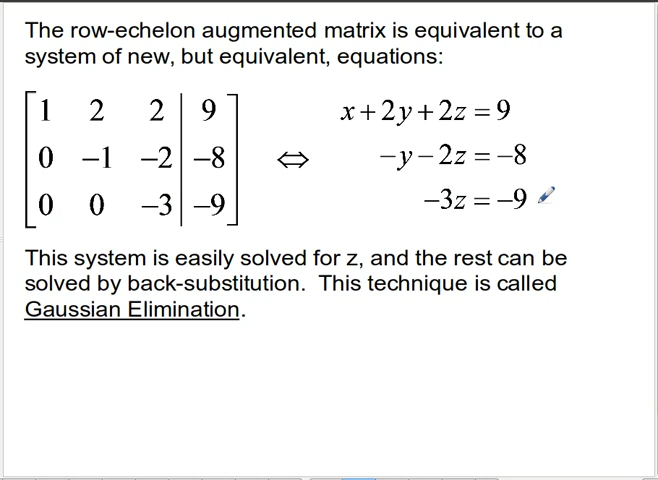 The row-echelon augmented matrix is equivalent to a
system of new, but equivalent, equations:
1 2 2 | 9 x + 2y + 2z = 9
0 −1 −2 | −8 ⇔ −y − 2z = −8
0 0 −3 | −9 −3z = −9
This system is easily solved for z, and the rest can be
solved by back-substitution. This technique is called
Gaussian Elimination.